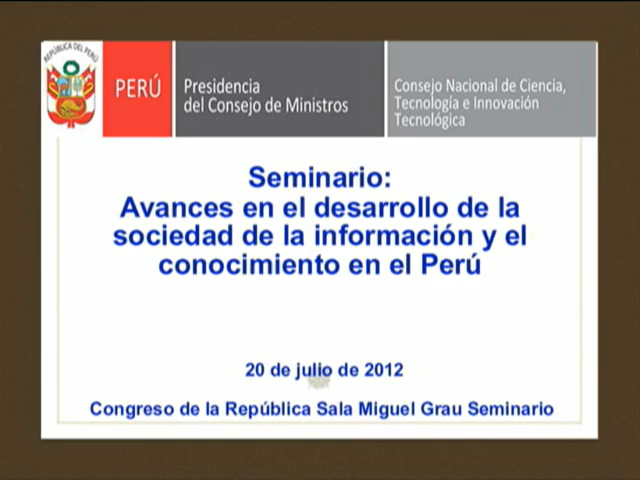 REPÚBLICA DEL PERÚ
PERÚ
Presidencia
del Consejo de Ministros
Consejo Nacional de Ciencia,
Tecnología e Innovación
Tecnológica
Seminario:
Avances en el desarrollo de la
sociedad de la información y el
conocimiento en el Perú
20 de julio de 2012
Congreso de la República Sala Miguel Grau Seminario